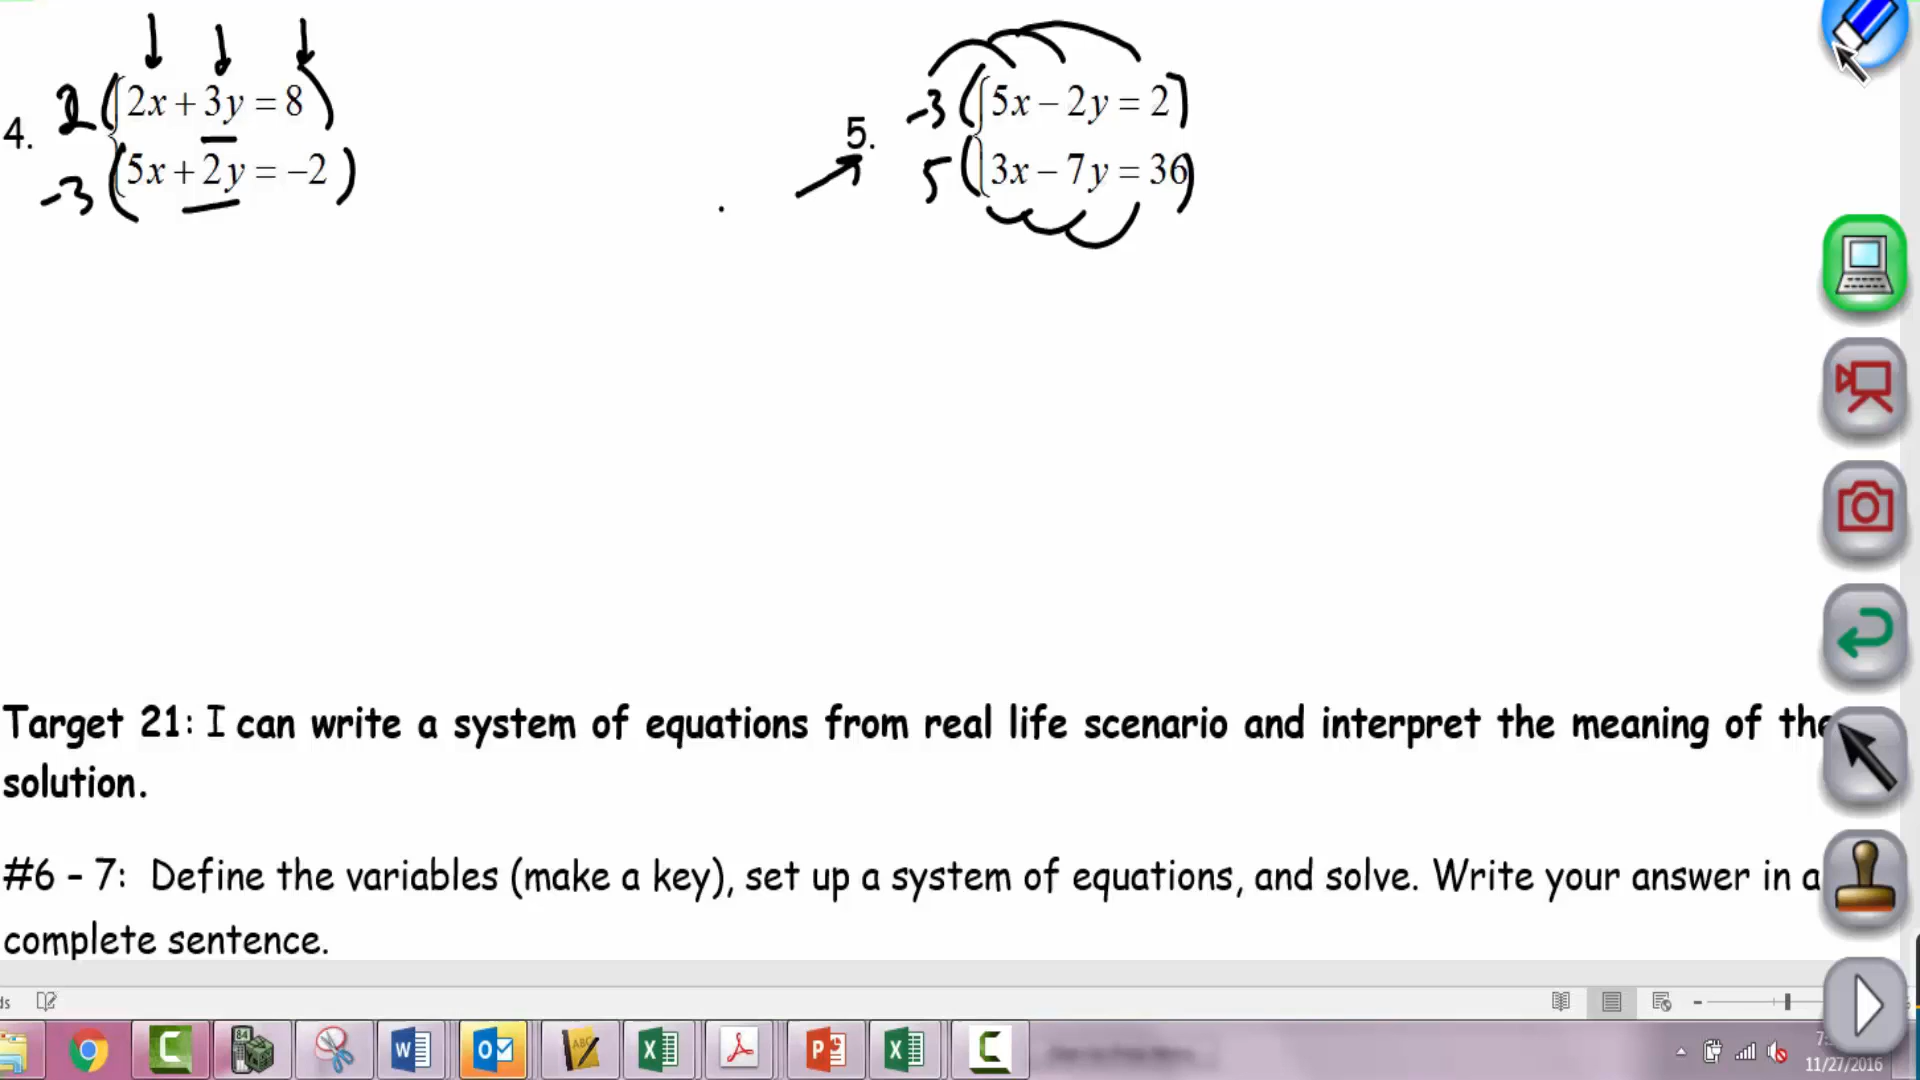 4. 2 (2x + 3y = 8)
-3 (5x + 2y = -2)
5. -3 (5x − 2y = 2)
5 (3x − 7y = 36)
Target 21: I can write a system of equations from real life scenario and interpret the meaning of the
solution.
#6 – 7: Define the variables (make a key), set up a system of equations, and solve. Write your answer in a
complete sentence.
ds
84
W
O
ABC
X
P
X
C
11/27/2016